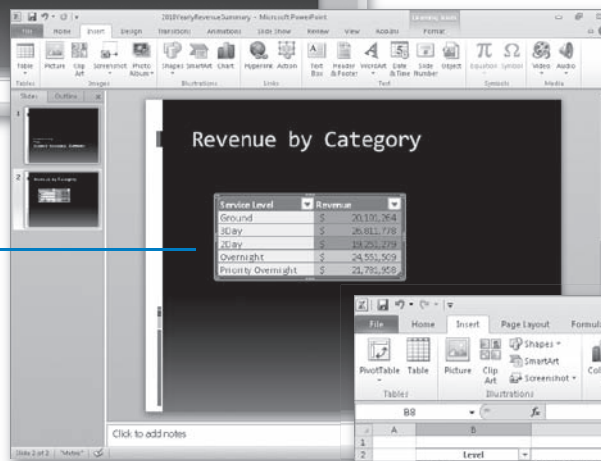 2010YearlyRevenueSummary - Microsoft PowerPoint
File Home Insert Design Transitions Animations Slide Show Review View Add-Ins Format
Table Picture Clip Art Screenshot Photo Album Shapes SmartArt Chart Hyperlink Action Text Box Header & Footer WordArt Date & Time Slide Number Object Equation Symbol Video Audio
Tables Images Illustrations Links Text Symbols Media
Slides Outline
1
2
Revenue by Category
Service Level Revenue
Ground $ 20,101,264
3Day $ 26,811,778
2Day $ 19,251,279
Overnight $ 24,551,509
Priority Overnight $ 21,791,958
Click to add notes
Slide 2 of 2 "Metro"
File Home Insert Page Layout Formula
PivotTable Table Picture Clip Art Shapes SmartArt Screenshot Col
Tables Illustrations
B8 fx
A B
1
2 Level